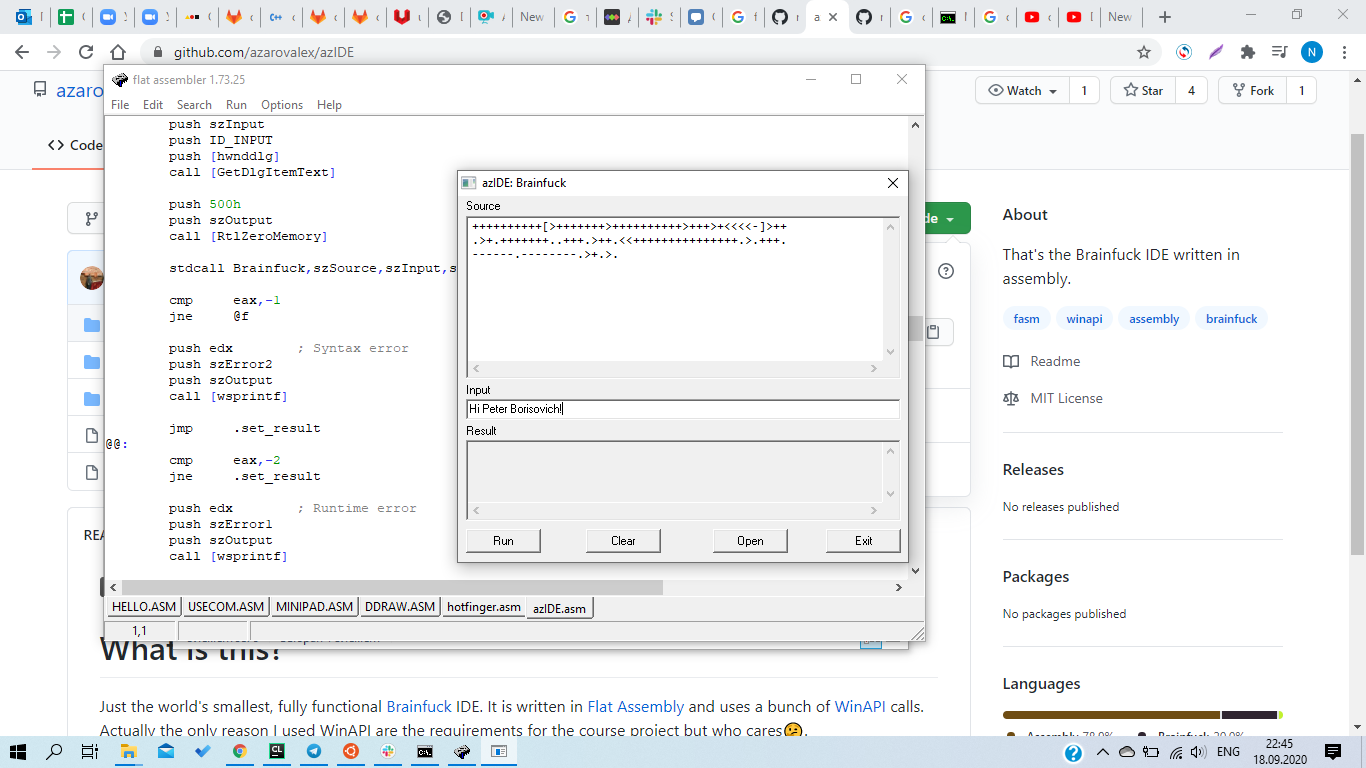 New
New
github.com/azarovalex/azIDE
N
azaro
Watch 1
Star 4
Fork 1
Code
flat assembler 1.73.25
File Edit Search Run Options Help
push szInput
push ID_INPUT
push [hwnddlg]
call [GetDlgItemText]
push 500h
push szOutput
call [RtlZeroMemory]
stdcall Brainfuck,szSource,szInput,s
cmp eax,-1
jne @f
push edx ; Syntax error
push szError2
push szOutput
call [wsprintf]
jmp .set_result
@@:
cmp eax,-2
jne .set_result
push edx ; Runtime error
push szError1
push szOutput
call [wsprintf]
HELLO.ASM USECOM.ASM MINIPAD.ASM DDRAW.ASM hotfinger.asm azIDE.asm
1,1
azIDE: Brainfuck
Source
++++++++++[>+++++++>++++++++++>+++>+<<<<-]>++
.>+.+++++++..+++.>++.<<+++++++++++++++.>.+++.
------.--------.>+.>.
Input
Hi Peter Borisovich!
Result
Run Clear Open Exit
de
About
That's the Brainfuck IDE written in
assembly.
fasm winapi assembly brainfuck
Readme
MIT License
Releases
No releases published
Packages
No packages published
Languages
REA
What is this?
Just the world's smallest, fully functional Brainfuck IDE. It is written in Flat Assembly and uses a bunch of WinAPI calls.
Actually the only reason I used WinAPI are the requirements for the course project but who cares😕.
ENG
22:45
18.09.2020